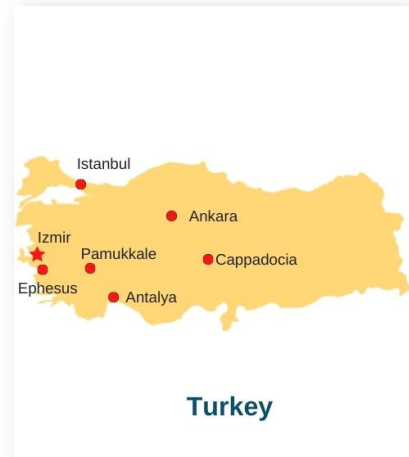 Istanbul
Ankara
Izmir
Pamukkale
Cappadocia
Ephesus
Antalya
Turkey